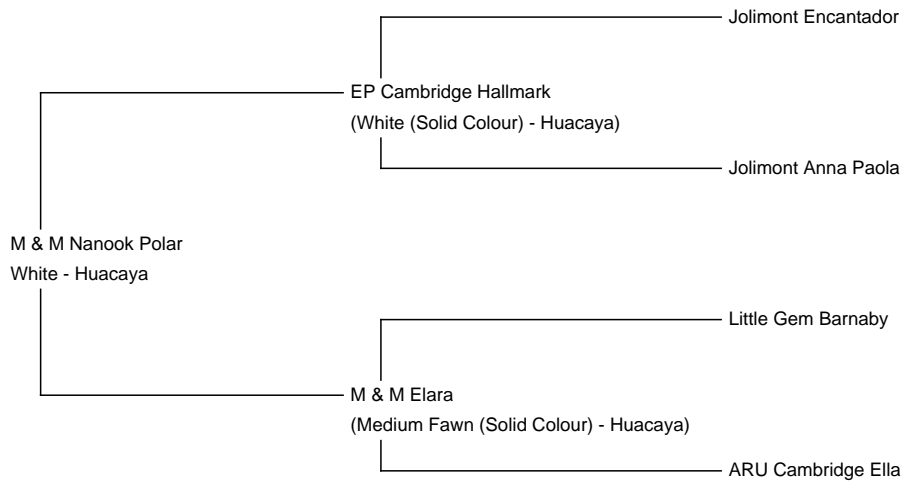 Jolimont Encantador
EP Cambridge Hallmark
(White (Solid Colour) - Huacaya)
Jolimont Anna Paola
M & M Nanook Polar
White - Huacaya
Little Gem Barnaby
M & M Elara
(Medium Fawn (Solid Colour) - Huacaya)
ARU Cambridge Ella